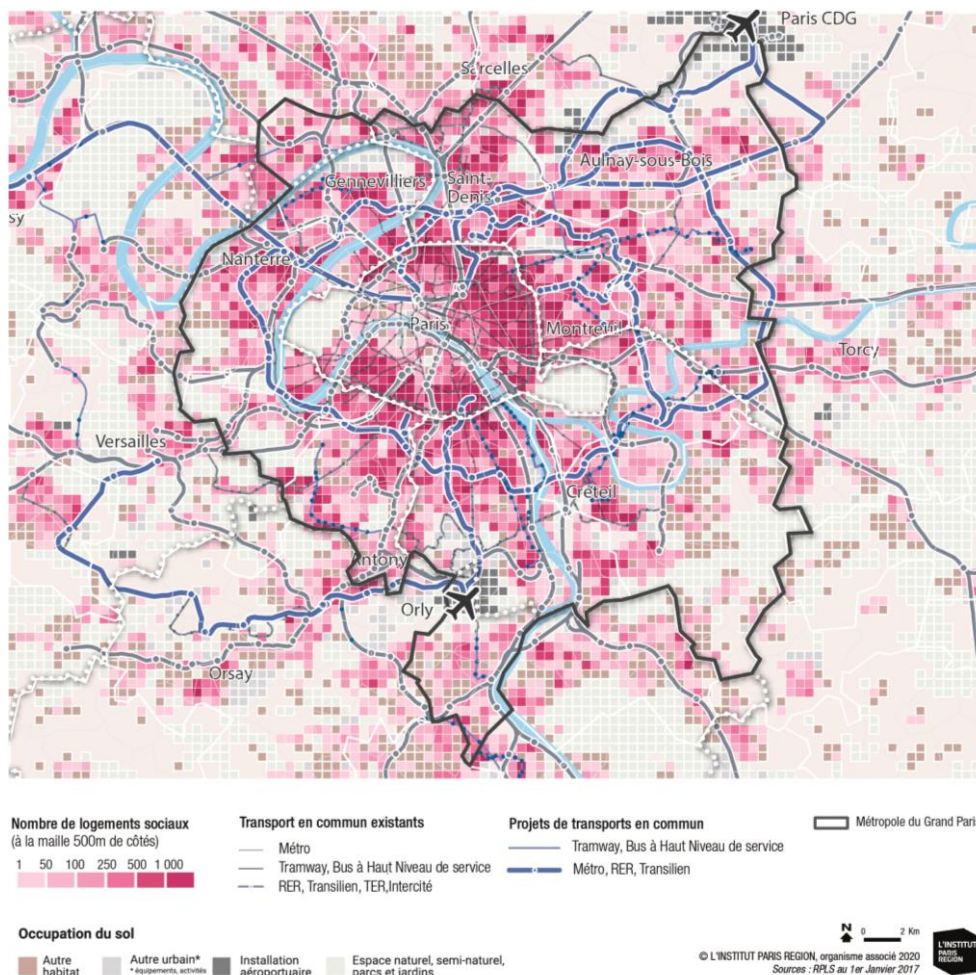 Paris CDG
Sarcelles
Aulnay-sous-Bois
Gennevilliers
Saint-
Denis
sy
Nanterre
Paris
Montreuil
Torcy
Versailles
Créteil
Antony
Orly
Orsay
Nombre de logements sociaux
(à la maille 500m de côtés)
1 50 100 250 500 1 000
Transport en commun existants
Métro
Tramway, Bus à Haut Niveau de service
RER, Transilien, TER,Intercité
Projets de transports en commun
Tramway, Bus à Haut Niveau de service
Métro, RER, Transilien
Métropole du Grand Paris
Occupation du sol
Autre
habitat
Autre urbain*
* équipements, activités
Installation
aéroportuaire
Espace naturel, semi-naturel,
parcs et jardins
N
0 2 Km
© L'INSTITUT PARIS REGION, organisme associé 2020
Sources : RPLS au 1er Janvier 2017
L'INSTITUT
PARIS
REGION